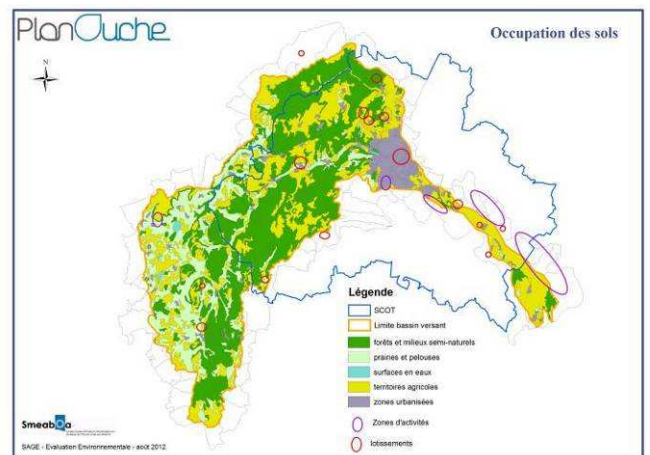 PlanOuche
Occupation des sols
N
Légende
SCOT
Limite bassin versant
forêts et milieux semi-naturels
prairies et pelouses
surfaces en eaux
territoires agricoles
zones urbanisées
Zones d'activités
lotissements
Smeaboa
SAGE - Evaluation Environnementale - août 2012